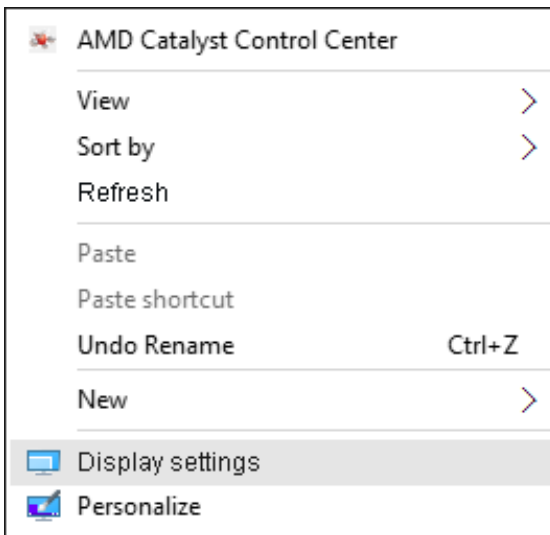 AMD Catalyst Control Center
View
Sort by
Refresh
Paste
Paste shortcut
Undo Rename Ctrl+Z
New
Display settings
Personalize